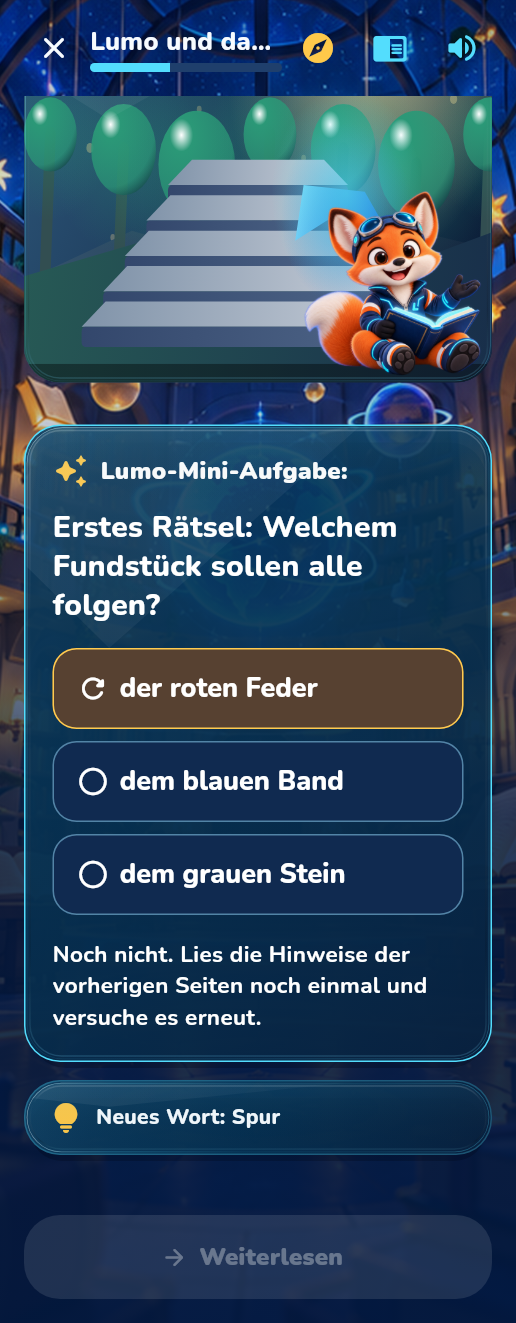 Lumo und da...
Lumo-Mini-Aufgabe:
Erstes Rätsel: Welchem
Fundstück sollen alle
folgen?
der roten Feder
dem blauen Band
dem grauen Stein
Noch nicht. Lies die Hinweise der
vorherigen Seiten noch einmal und
versuche es erneut.
Neues Wort: Spur
Weiterlesen